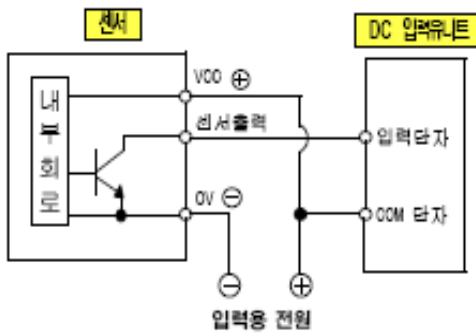 센서
DC 입력유니트
VCC ⊕
내부회로
센서출력
입력단자
0V ⊖
COM 단자
⊖ ⊕
입력용 전원